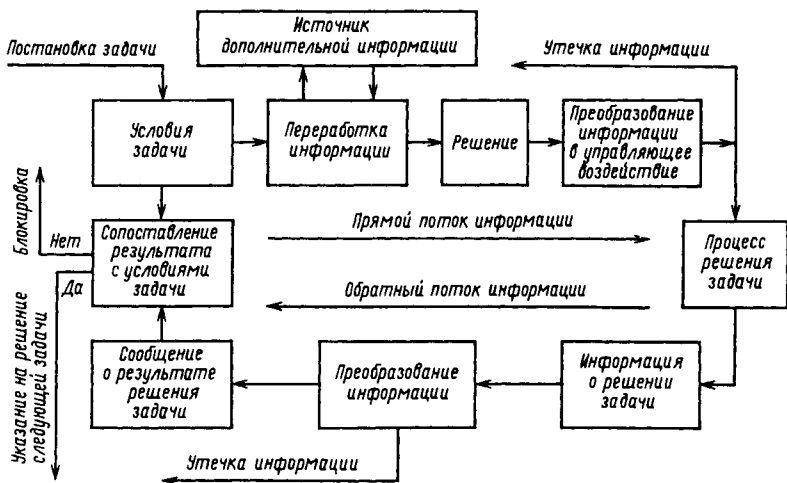 Источник
дополнительной информации
Постановка задачи
Утечка информации
Условия
задачи
Переработка
информации
Решение
Преобразование
информации
в управляющее
воздействие
Блокировка
Нет
Сопоставление
результата
с условиями
задачи
Да
Прямой поток информации
Обратный поток информации
Процесс
решения
задачи
Указание на решение
следующей задачи
Сообщение
о результате
решения
задачи
Преобразование
информации
Информация
о решении
задачи
Утечка информации